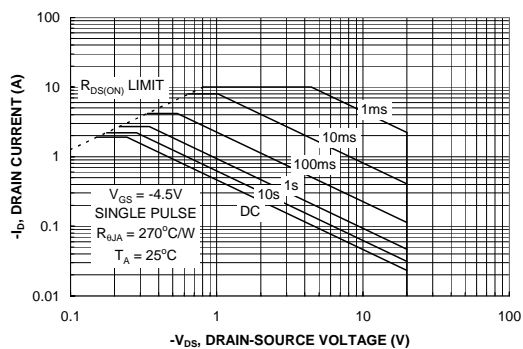 100
10
1
0.1
0.01
-I_D, DRAIN CURRENT (A)
R_DS(ON) LIMIT
1ms
10ms
100ms
1s
10s
DC
V_GS = -4.5V
SINGLE PULSE
R_θJA = 270°C/W
T_A = 25°C
0.1 1 10 100
-V_DS, DRAIN-SOURCE VOLTAGE (V)